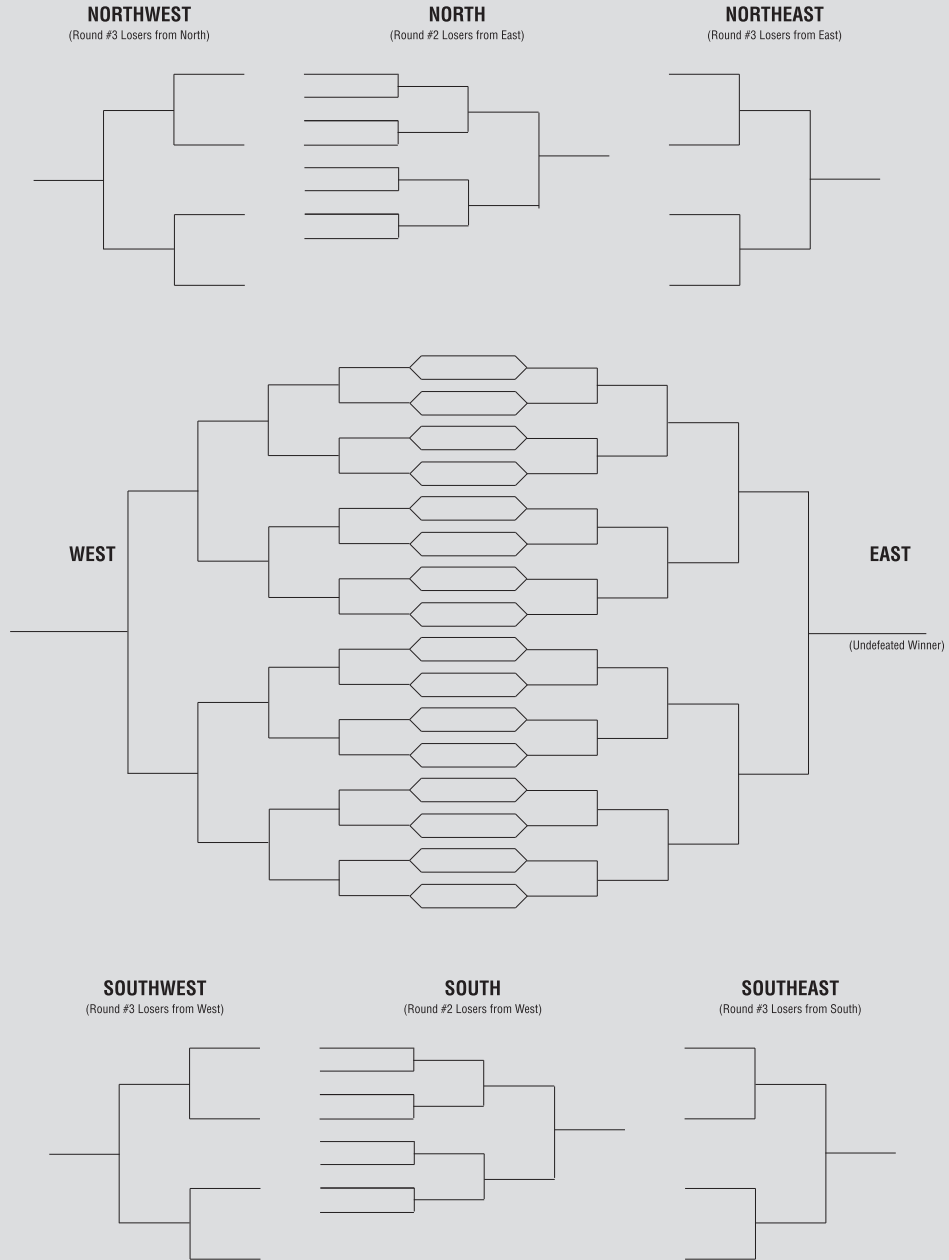 NORTHWEST
(Round #3 Losers from North)
NORTH
(Round #2 Losers from East)
NORTHEAST
(Round #3 Losers from East)
WEST
EAST
(Undefeated Winner)
SOUTHWEST
(Round #3 Losers from West)
SOUTH
(Round #2 Losers from West)
SOUTHEAST
(Round #3 Losers from South)